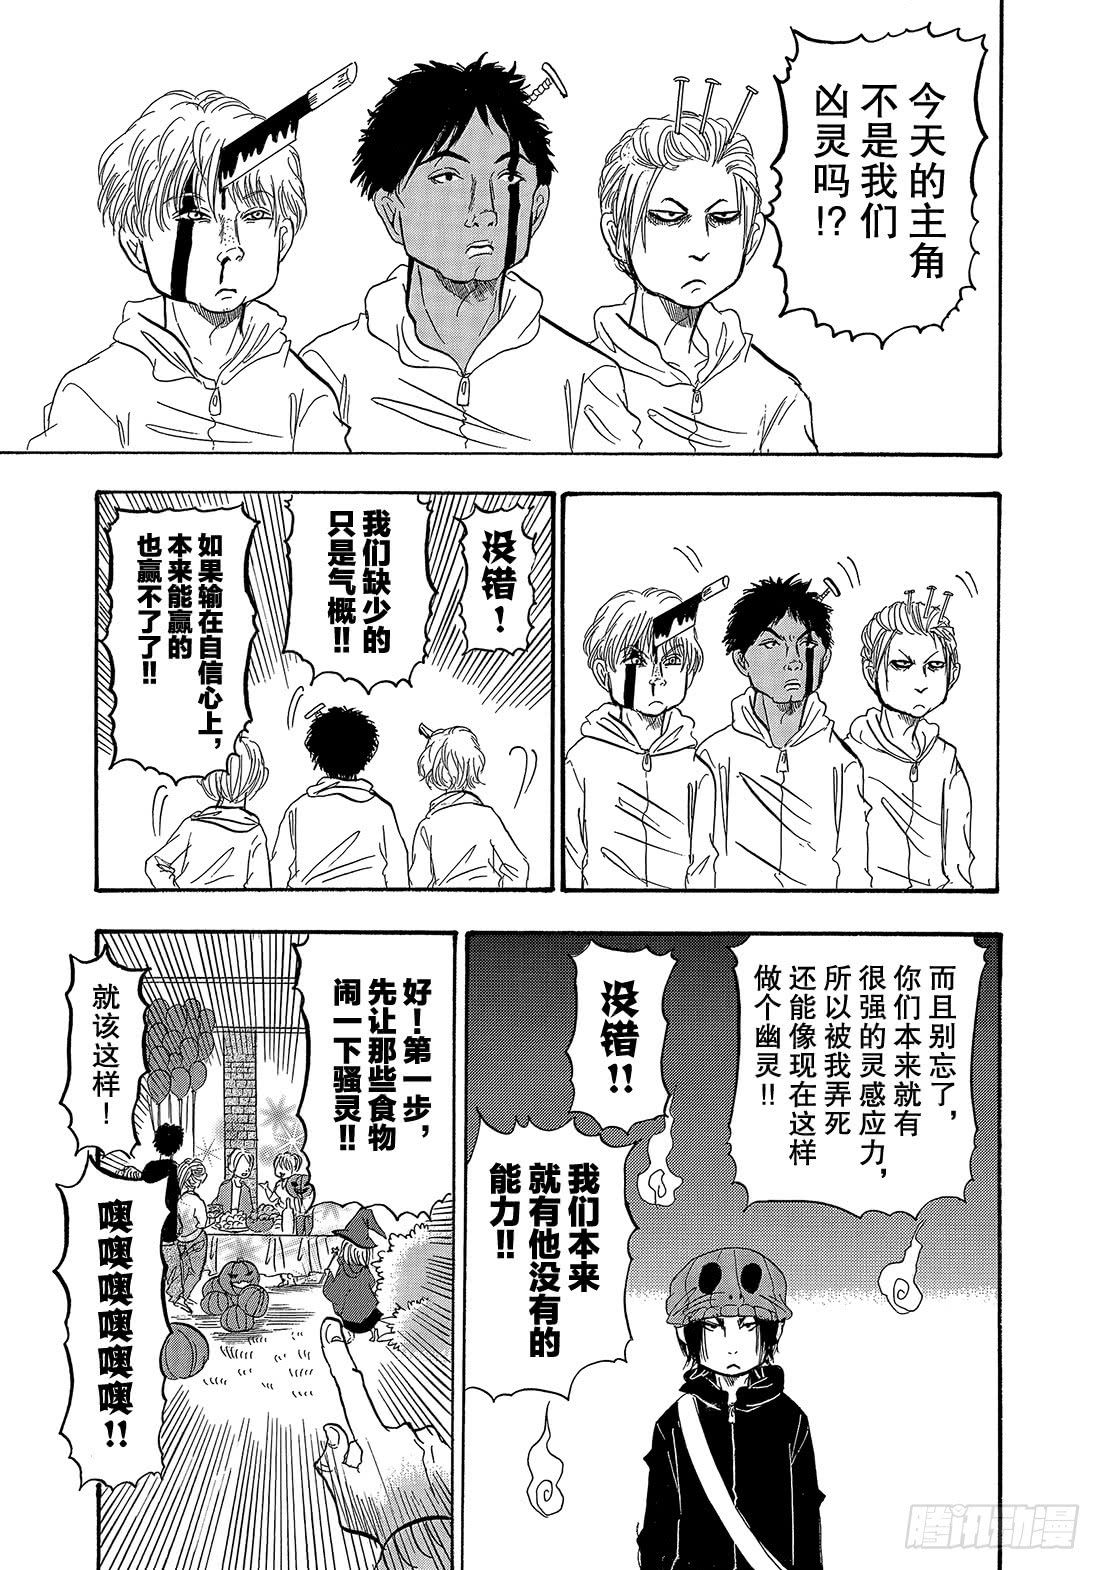 今天的主角
不是我们
凶灵吗!?
没错！
我们缺少的
只是气概!!
如果输在自信心上，
本来能赢的
也赢不了了!!
而且别忘了，
你们本来就有
很强的灵感应力，
所以被我弄死
还能像现在这样
做个幽灵!!
没错!!
我们本来
就有他没有的
能力!!
好！第一步，
先让那些食物
闹一下骚灵!!
就该这样！
噢噢噢噢噢噢!!
腾讯动漫